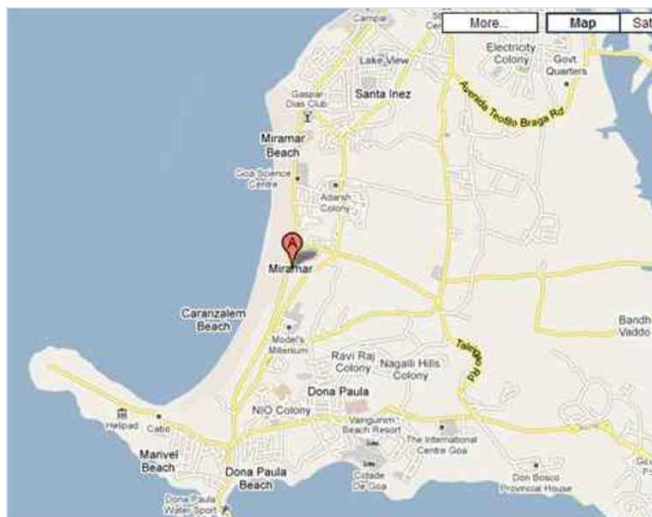 Campal
More...
Map
Sat
Lake View
Electricity
Colony
Govt
Quarters
Gaspar
Dias Club
Santa Inez
Avenida Teofilo Braga Rd
Miramar
Beach
Goa Science
Centre
Adarsh
Colony
A
Miramar
Caranzalem
Beach
Model's
Millenium
Bandh
Vaddo
Taleigao Rd
Ravi Raj
Colony
Nagalli Hills
Colony
Dona Paula
NIO Colony
Helipad
Cabo
Vainguinim
Beach Resort
The International
Centre Goa
Marivel
Beach
Dona Paula
Beach
Cidade
De Goa
Don Bosco
Provincial House
Dona Paula
Water Sport